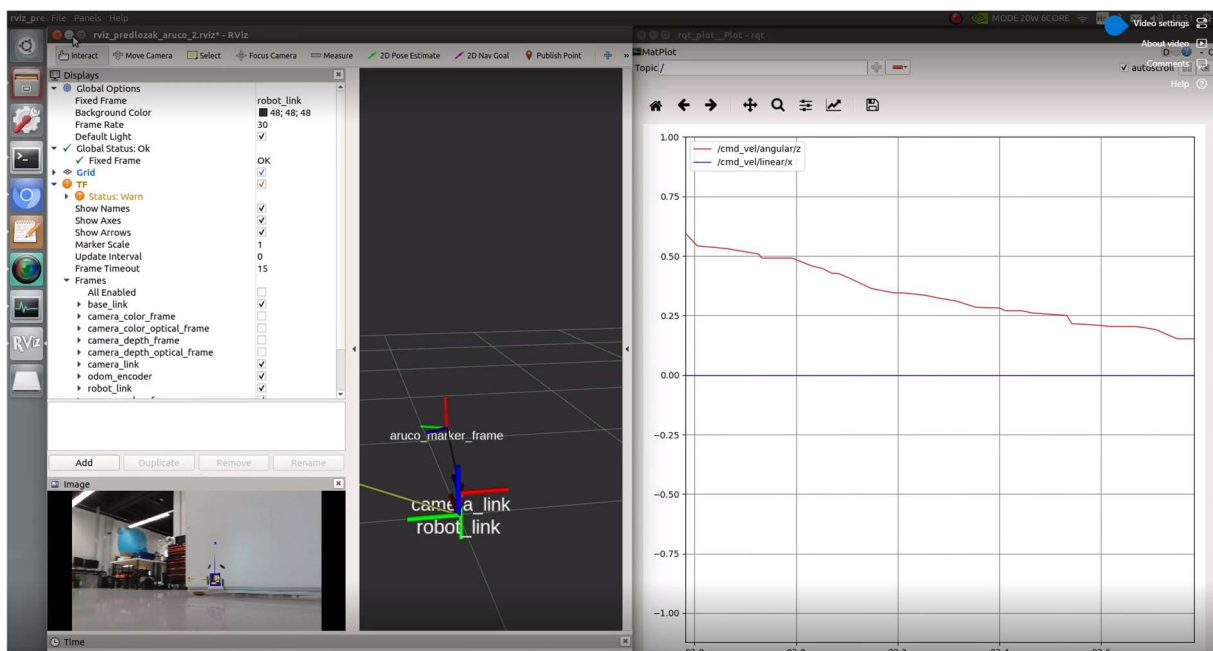 rviz_pre File Panels Help
MODE 20W 6CORE
Video settings
rviz_predlozak_aruco_2.rviz* - RViz
rqt_plot__Plot - rqt
About video
Interact Move Camera Select Focus Camera Measure 2D Pose Estimate 2D Nav Goal Publish Point »
MatPlot
Comments
Topic /
autoscroll
Help
Displays
Global Options
Fixed Frame robot_link
Background Color 48; 48; 48
Frame Rate 30
Default Light
Global Status: Ok
Fixed Frame OK
Grid
TF
Status: Warn
Show Names
Show Axes
Show Arrows
Marker Scale 1
Update Interval 0
Frame Timeout 15
Frames
All Enabled
base_link
camera_color_frame
camera_color_optical_frame
camera_depth_frame
camera_depth_optical_frame
camera_link
odom_encoder
robot_link
Add Duplicate Remove Rename
Image
Time
RViz
aruco_marker_frame
camera_link
robot_link
/cmd_vel/angular/z
/cmd_vel/linear/x
1.00
0.75
0.50
0.25
0.00
−0.25
−0.50
−0.75
−1.00